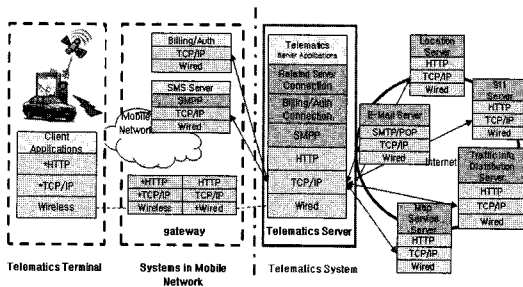 Client
Applications
*HTTP
*TCP/IP
Wireless
Telematics Terminal
Billing/Auth
TCP/IP
Wired
SMS Server
SMPP
TCP/IP
Wired
Mobile
Network
*HTTP HTTP
*TCP/IP TCP/IP
Wireless *Wired
gateway
Systems in Mobile
Network
Telematics
Server Applications
Related Server
Connection
Billing/Auth
Connection
SMPP
HTTP
TCP/IP
Wired
Telematics Server
Telematics System
Location
Server
HTTP
TCP/IP
Wired
E-Mail Server
SMTP/POP
TCP/IP
Wired
Internet
911
Server
HTTP
TCP/IP
Wired
Traffic Info
Distribution Server
HTTP
TCP/IP
Wired
Map
Service
Server
HTTP
TCP/IP
Wired